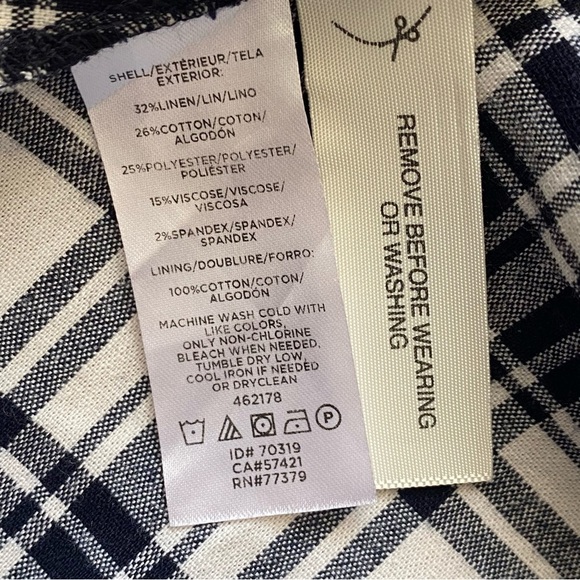 SHELL/EXTÉRIEUR/TELA
EXTERIOR:
32%LINEN/LIN/LINO
26%COTTON/COTON/
ALGODÓN
25%POLYESTER/POLYESTER/
POLIÉSTER
15%VISCOSE/VISCOSE/
VISCOSA
2%SPANDEX/SPANDEX/
SPANDEX
LINING/DOUBLURE/FORRO:
100%COTTON/COTON/
ALGODÓN
MACHINE WASH COLD WITH
LIKE COLORS,
ONLY NON-CHLORINE
BLEACH WHEN NEEDED.
TUMBLE DRY LOW,
COOL IRON IF NEEDED
OR DRYCLEAN
462178
P
ID# 70319
CA#57421
RN#77379
REMOVE BEFORE WEARING
OR WASHING